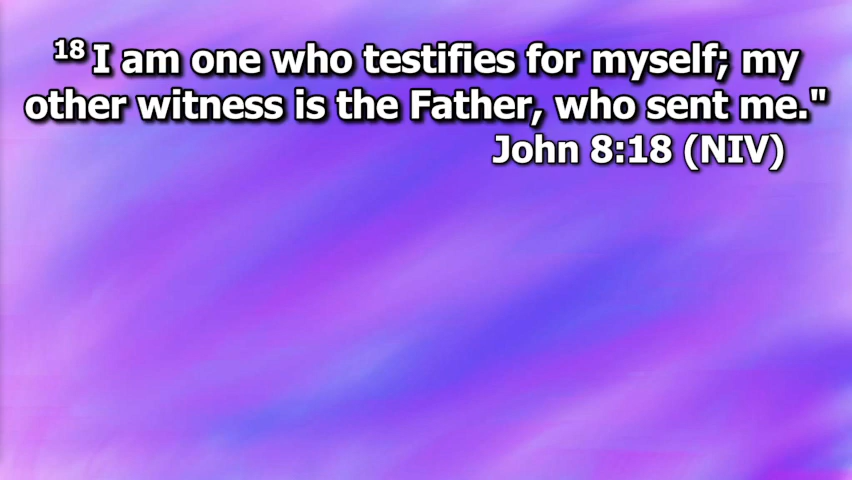 18 I am one who testifies for myself; my
other witness is the Father, who sent me."
John 8:18 (NIV)